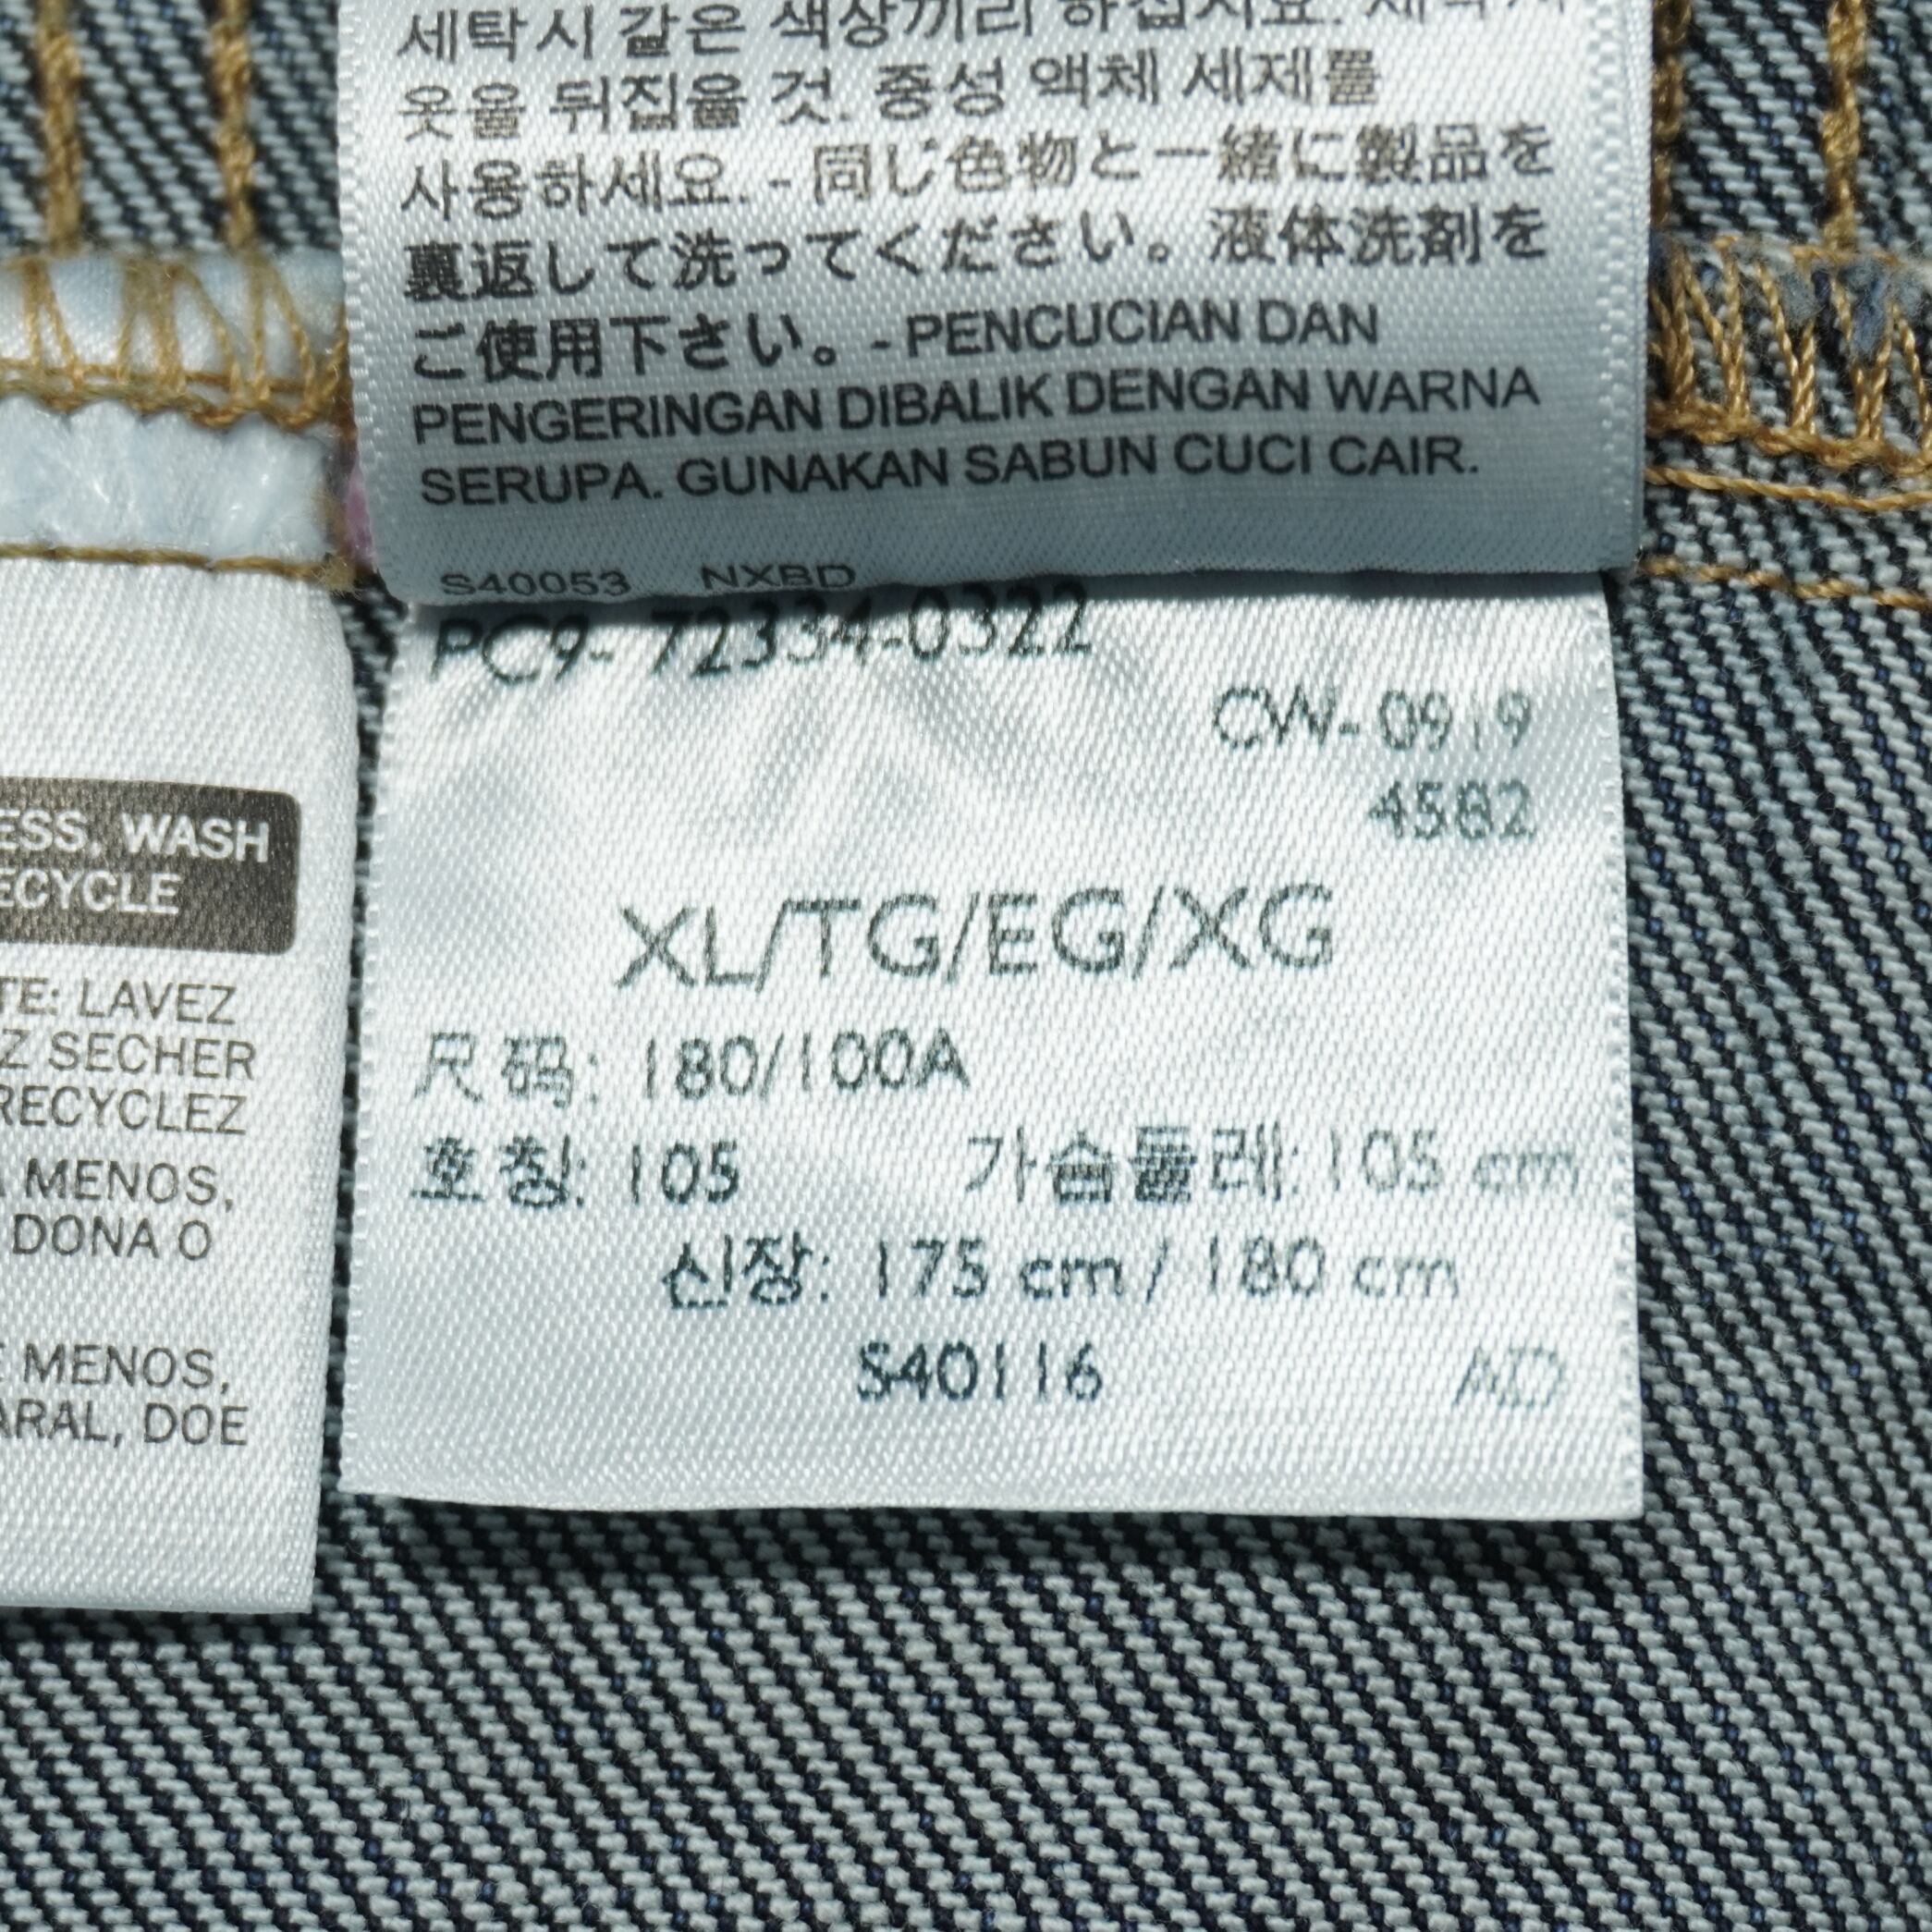 세탁시 같은 색상끼리 하십시오. 세탁시
옷을 뒤집을 것. 중성 액체 세제를
사용하세요. - 同じ色物と一緒に製品を
裏返して洗ってください。液体洗剤を
ご使用下さい。- PENCUCIAN DAN
PENGERINGAN DIBALIK DENGAN WARNA
SERUPA. GUNAKAN SABUN CUCI CAIR.
S40053 NXBD
PC9- 72334-0322
CW- 0919
4582
XL/TG/EG/XG
尺码: 180/100A
호칭: 105 가슴둘레: 105 cm
신장: 175 cm / 180 cm
S40116 AD
ESS. WASH
ECYCLE
TE: LAVEZ
Z SECHER
RECYCLEZ
A MENOS,
DONA O
E MENOS,
ARAL, DOE